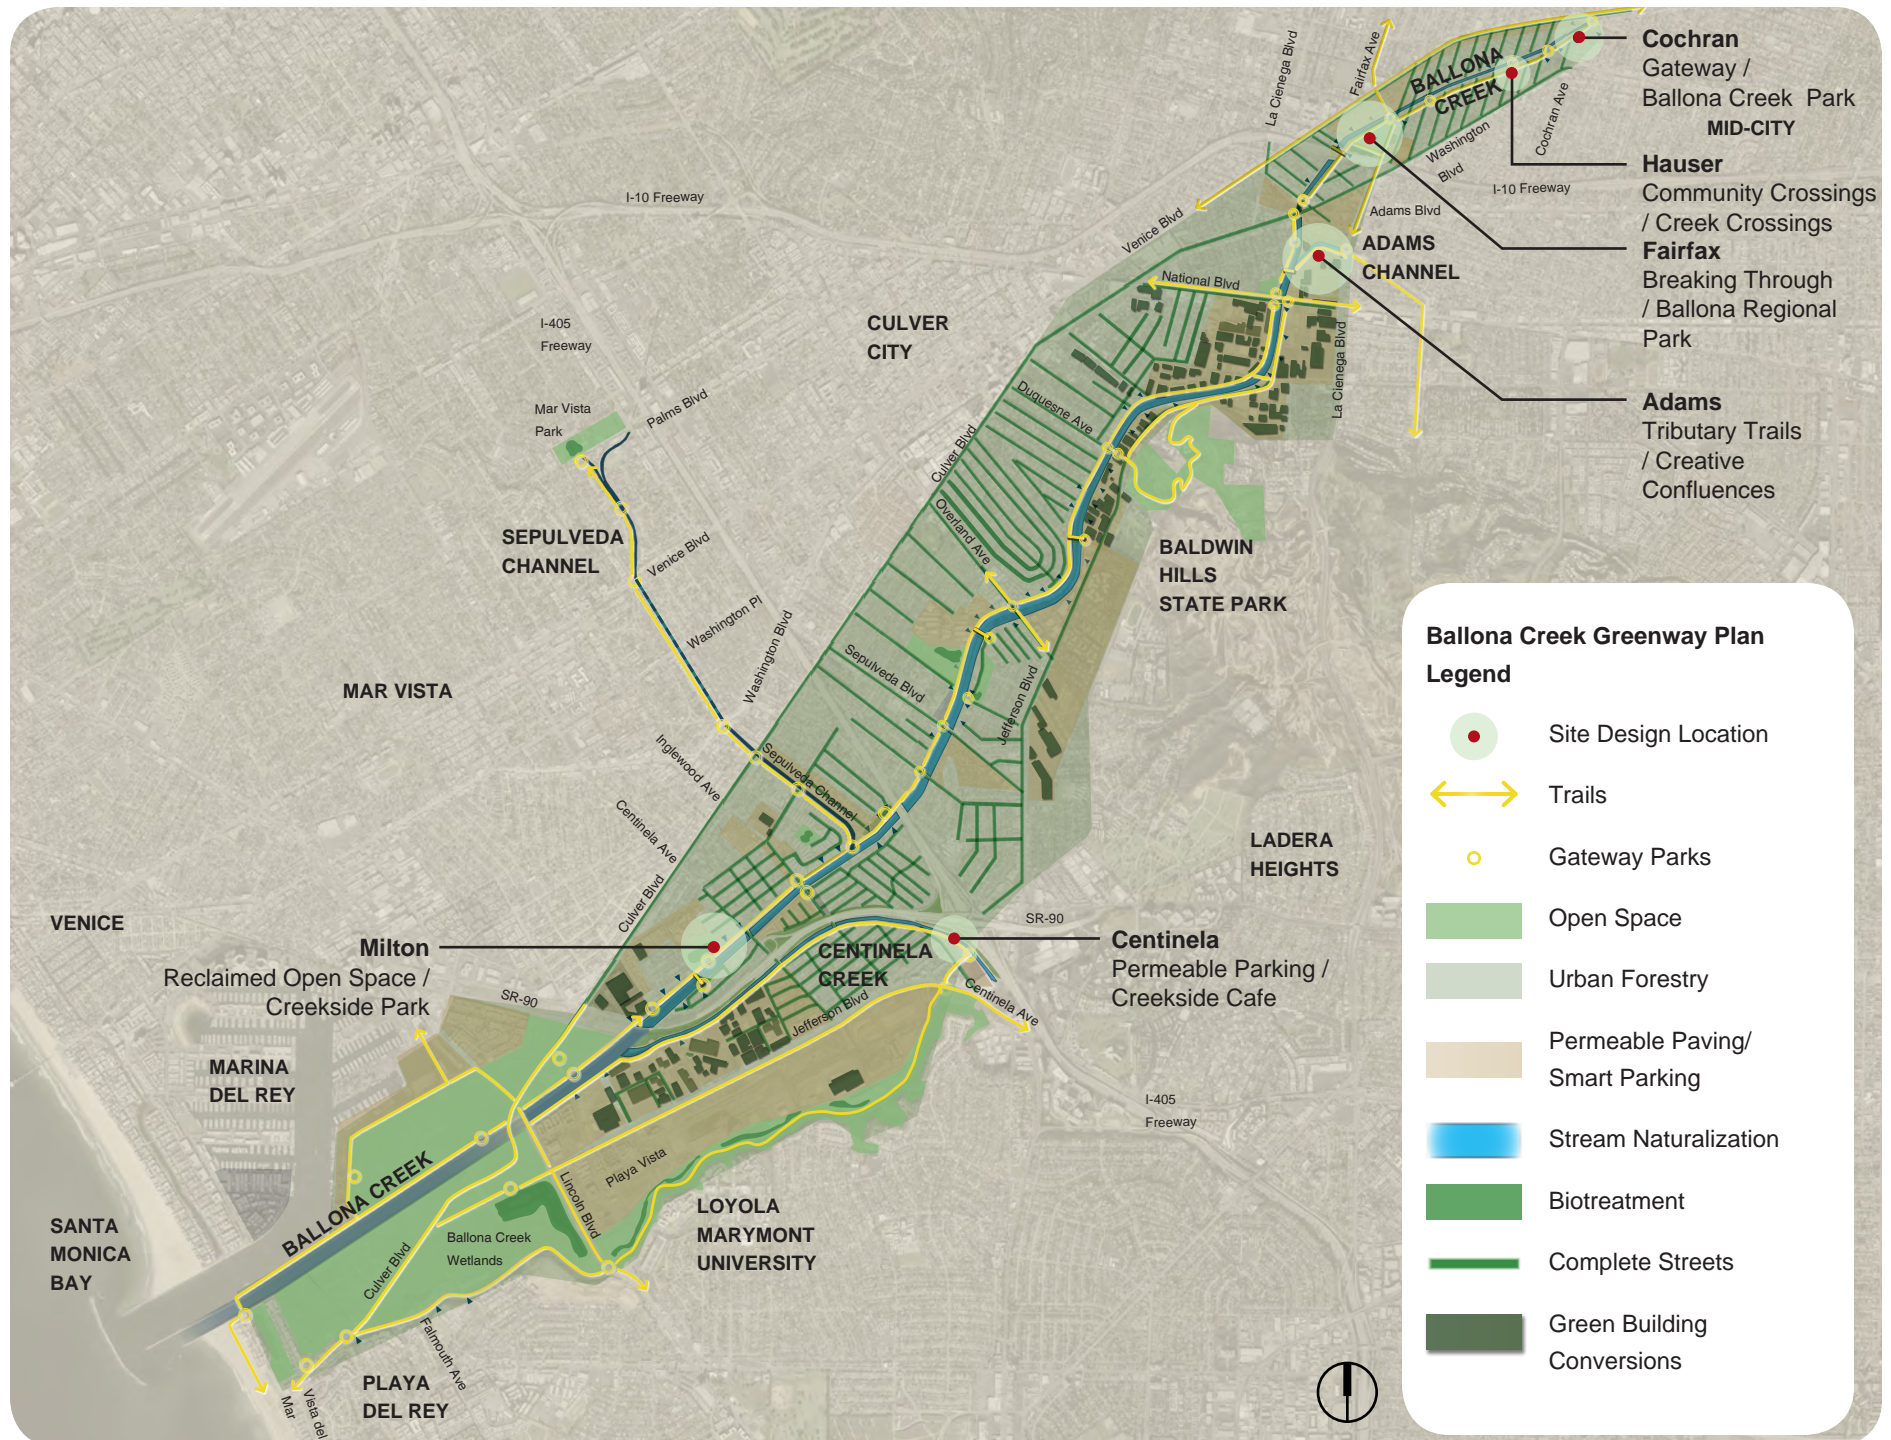 Cochran
Gateway /
Ballona Creek Park
MID-CITY
Hauser
Community Crossings
/ Creek Crossings
Fairfax
Breaking Through
/ Ballona Regional
Park
Adams
Tributary Trails
/ Creative
Confluences
La Cienega Blvd
Fairfax Ave
BALLONA
CREEK
Washington
Blvd
Cochran Ave
I-10 Freeway
I-10 Freeway
Adams Blvd
Venice Blvd
ADAMS
CHANNEL
National Blvd
La Cienega Blvd
CULVER
CITY
I-405
Freeway
Duquesne Ave
Mar Vista
Park
Palms Blvd
Culver Blvd
Overland Ave
SEPULVEDA
CHANNEL
Venice Blvd
BALDWIN
HILLS
STATE PARK
Washington Pl
Washington Blvd
Sepulveda Blvd
Jefferson Blvd
MAR VISTA
Inglewood Ave
Sepulveda Channel
Centinela Ave
LADERA
HEIGHTS
Culver Blvd
VENICE
SR-90
Milton
Reclaimed Open Space /
Creekside Park
CENTINELA
CREEK
Centinela
Permeable Parking /
Creekside Cafe
SR-90
Jefferson Blvd
Centinela Ave
MARINA
DEL REY
I-405
Freeway
BALLONA CREEK
Playa Vista
Lincoln Blvd
LOYOLA
MARYMONT
UNIVERSITY
SANTA
MONICA
BAY
Ballona Creek
Wetlands
Culver Blvd
Falmouth Ave
PLAYA
DEL REY
Vista del
Mar
Ballona Creek Greenway Plan
Legend
Site Design Location
Trails
Gateway Parks
Open Space
Urban Forestry
Permeable Paving/
Smart Parking
Stream Naturalization
Biotreatment
Complete Streets
Green Building
Conversions